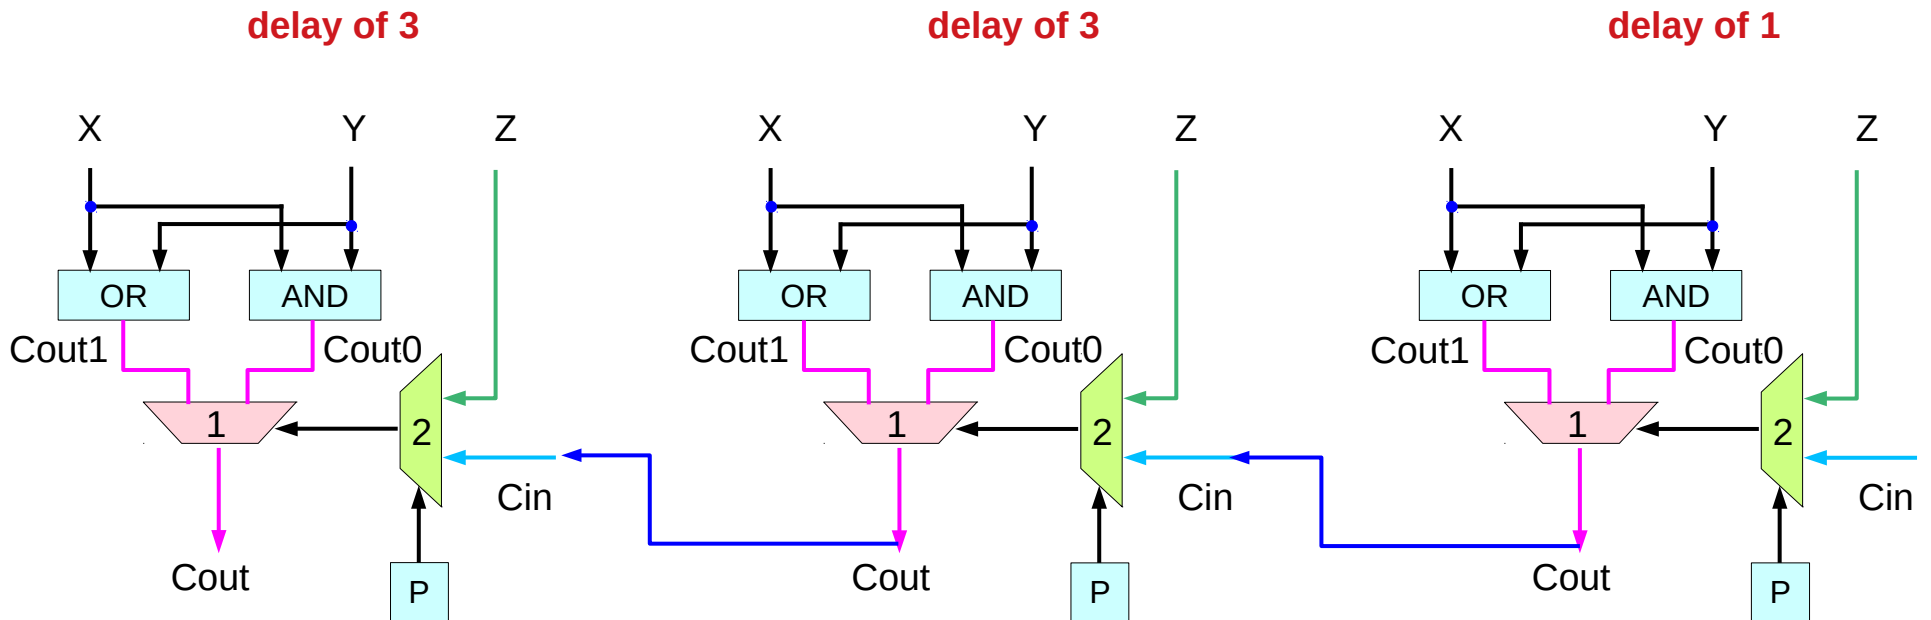 delay of 3 delay of 3 delay of 1
X Y Z X Y Z X Y Z
OR AND OR AND OR AND
Cout1 Cout0 Cout1 Cout0 Cout1 Cout0
1 2 1 2 1 2
Cin Cin Cin
Cout Cout Cout
P P P